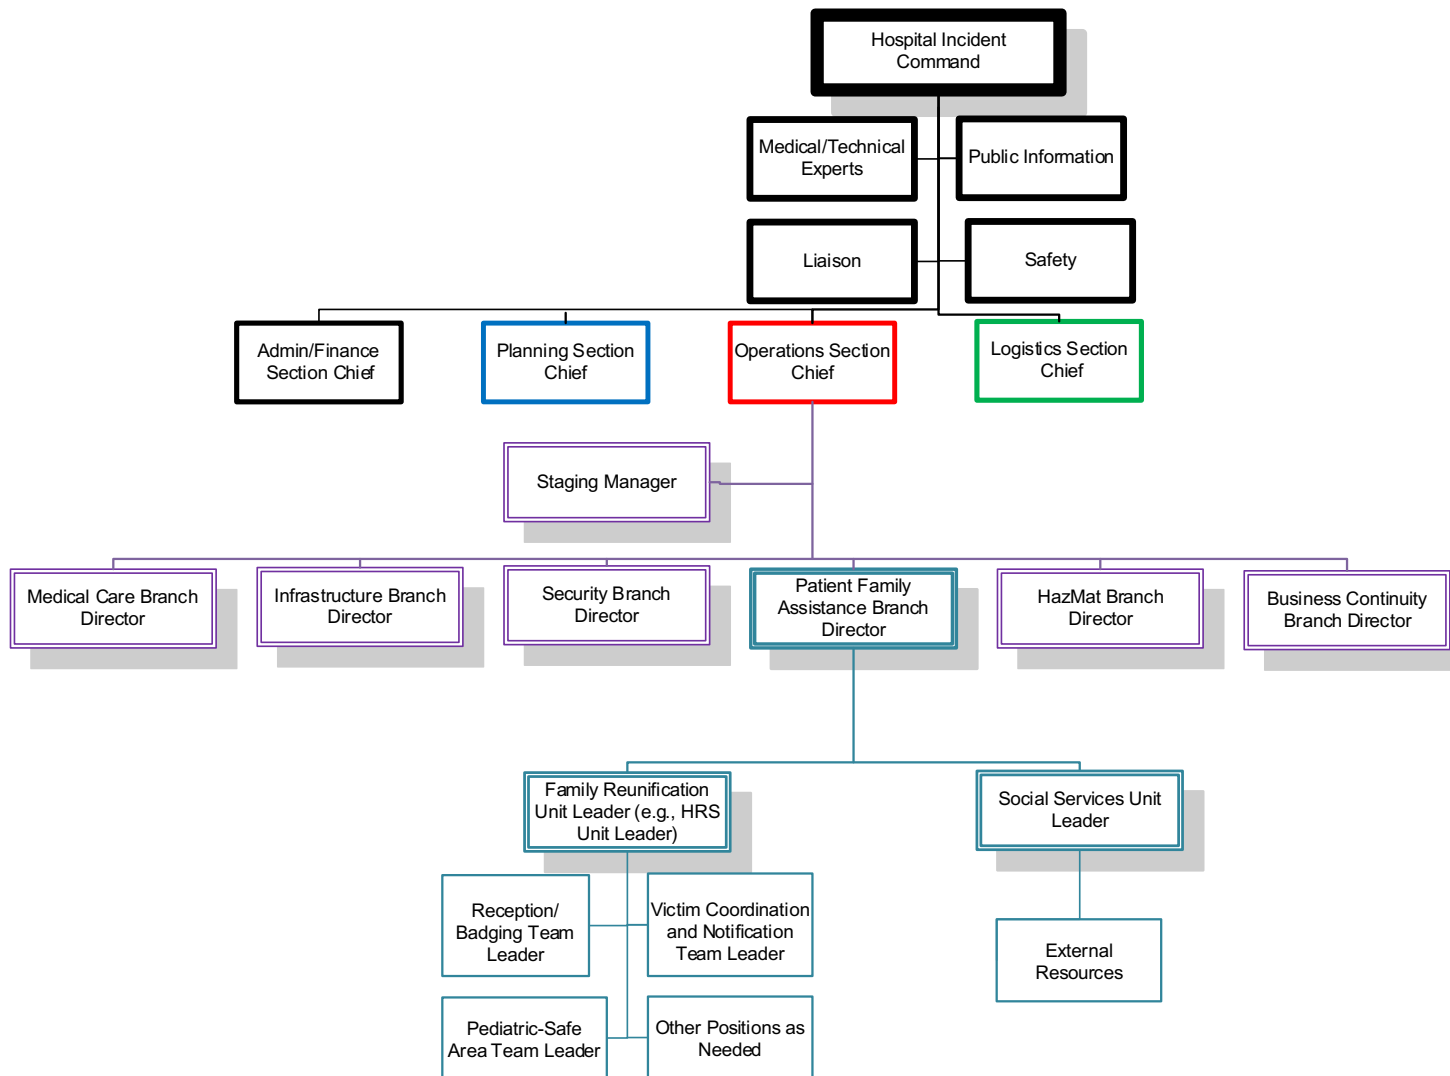 Hospital Incident
Command
Medical/Technical
Experts
Public Information
Liaison
Safety
Admin/Finance
Section Chief
Planning Section
Chief
Operations Section
Chief
Logistics Section
Chief
Staging Manager
Medical Care Branch
Director
Infrastructure Branch
Director
Security Branch
Director
Patient Family
Assistance Branch
Director
HazMat Branch
Director
Business Continuity
Branch Director
Family Reunification
Unit Leader (e.g., HRS
Unit Leader)
Social Services Unit
Leader
Reception/
Badging Team
Leader
Victim Coordination
and Notification
Team Leader
External
Resources
Pediatric-Safe
Area Team Leader
Other Positions as
Needed